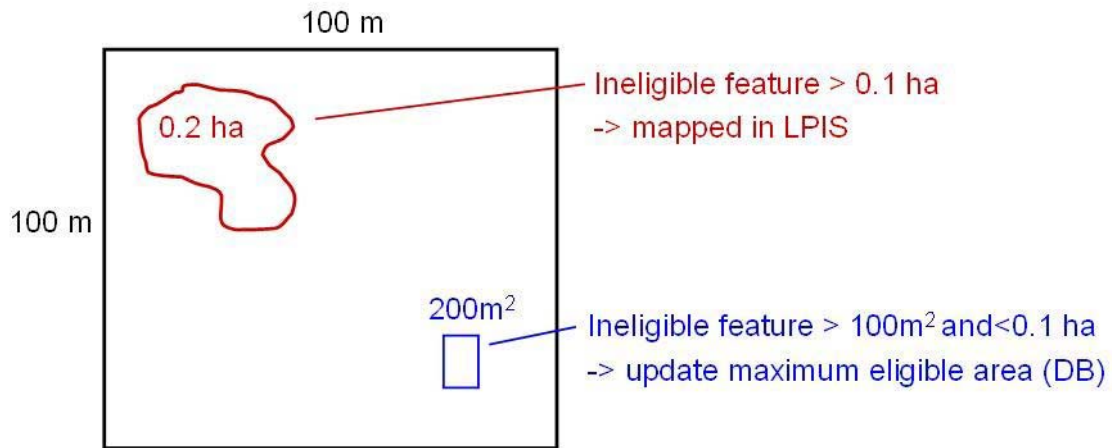 100 m
Ineligible feature > 0.1 ha
-> mapped in LPIS
0.2 ha
100 m
200m²
Ineligible feature > 100m² and<0.1 ha
-> update maximum eligible area (DB)